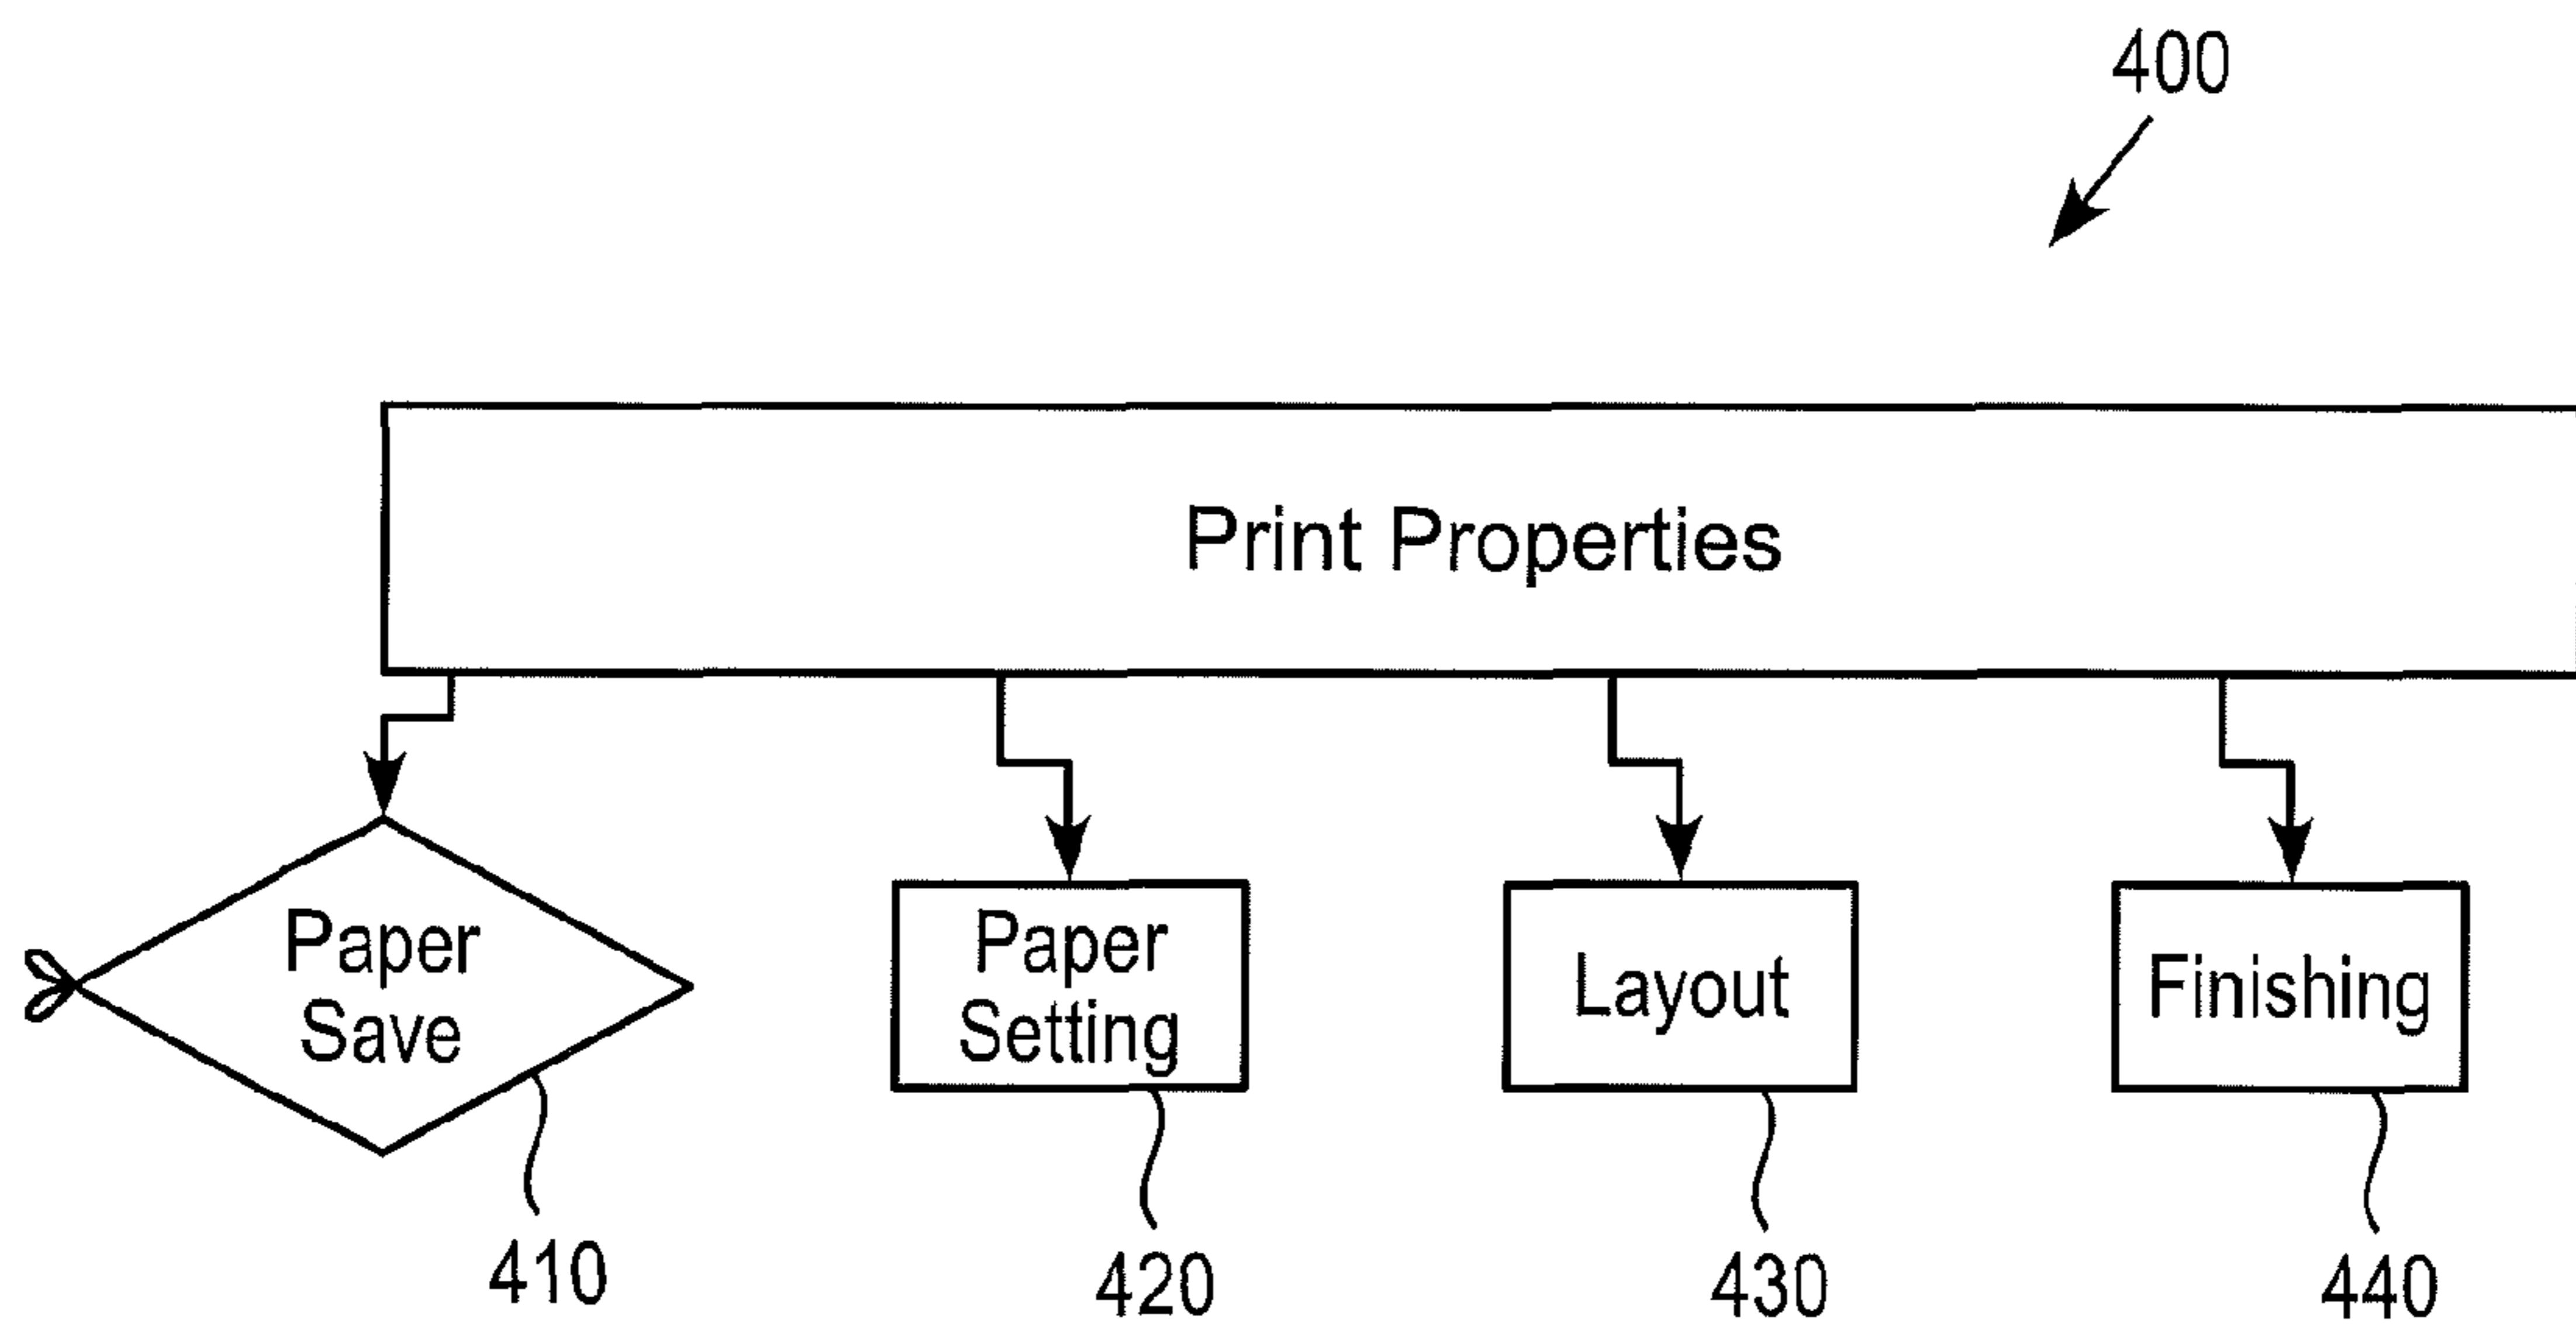 400
Print Properties
Paper
Save
Paper
Setting
Layout
Finishing
410
420
430
440